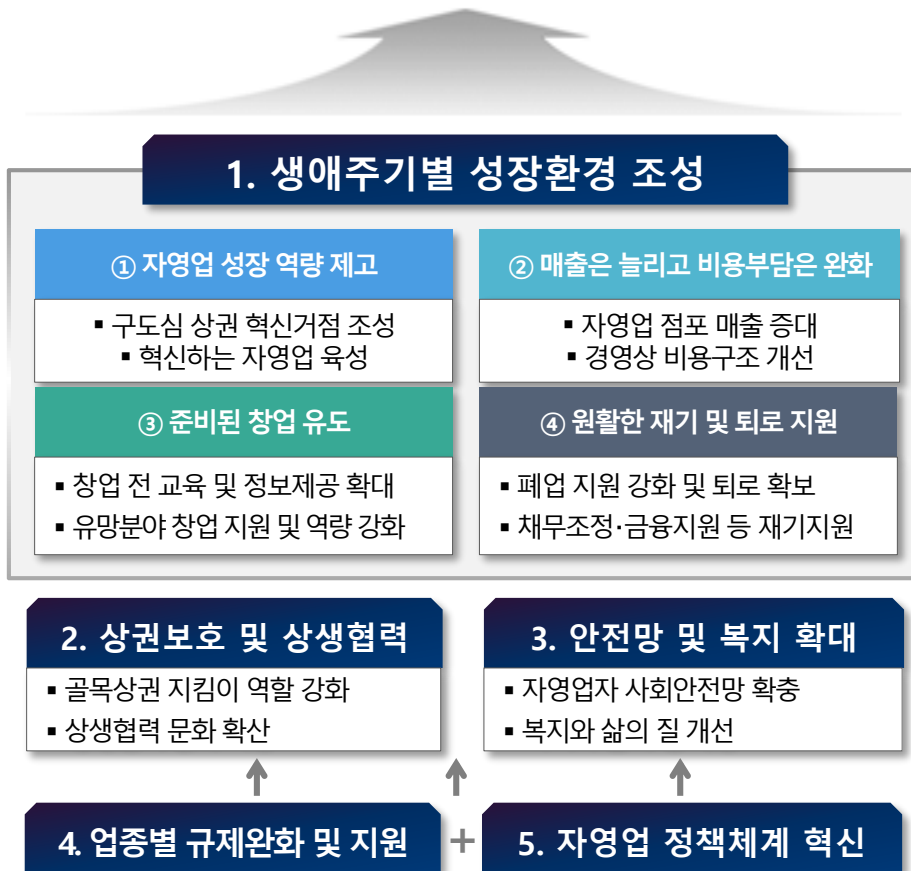 1. 생애주기별 성장환경 조성
① 자영업 성장 역량 제고
▪ 구도심 상권 혁신거점 조성
▪ 혁신하는 자영업 육성
② 매출은 늘리고 비용부담은 완화
▪ 자영업 점포 매출 증대
▪ 경영상 비용구조 개선
③ 준비된 창업 유도
▪ 창업 전 교육 및 정보제공 확대
▪ 유망분야 창업 지원 및 역량 강화
④ 원활한 재기 및 퇴로 지원
▪ 폐업 지원 강화 및 퇴로 확보
▪ 채무조정·금융지원 등 재기지원
2. 상권보호 및 상생협력
▪ 골목상권 지킴이 역할 강화
▪ 상생협력 문화 확산
3. 안전망 및 복지 확대
▪ 자영업자 사회안전망 확충
▪ 복지와 삶의 질 개선
4. 업종별 규제완화 및 지원
+
5. 자영업 정책체계 혁신